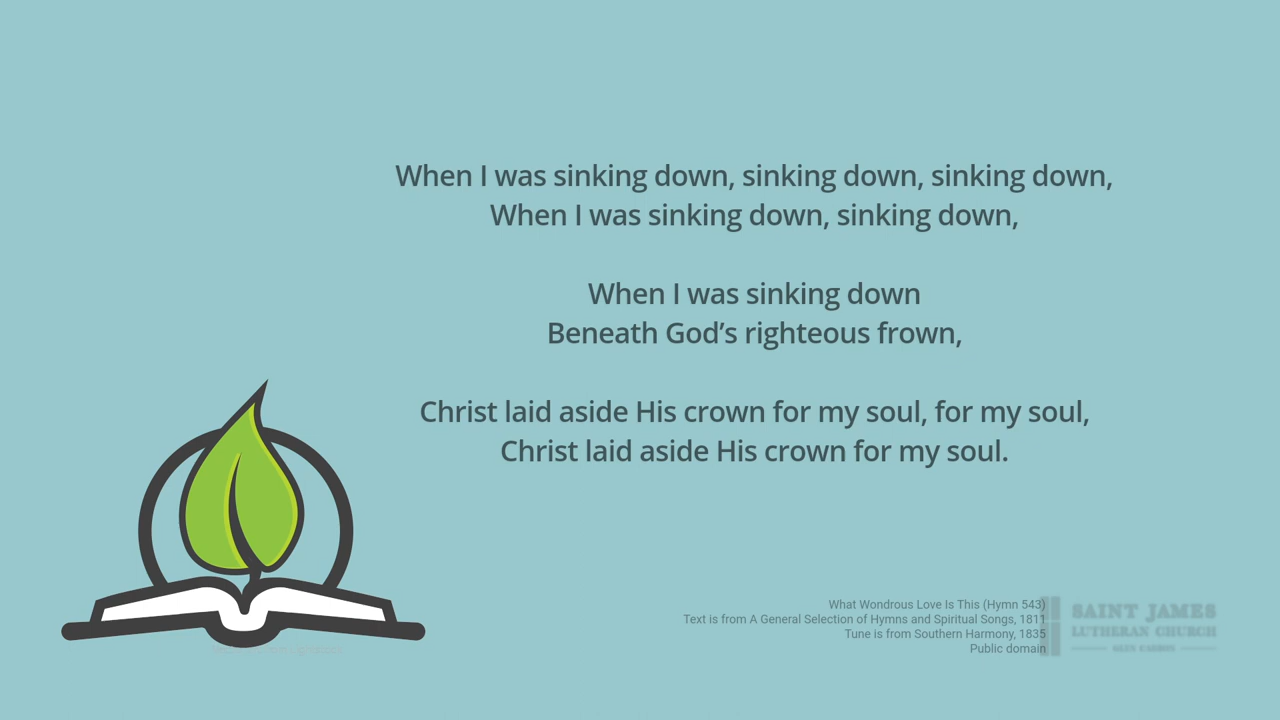 When I was sinking down, sinking down, sinking down,
When I was sinking down, sinking down,
When I was sinking down
Beneath God’s righteous frown,
Christ laid aside His crown for my soul, for my soul,
Christ laid aside His crown for my soul.
What Wondrous Love Is This (Hymn 543)
Text is from A General Selection of Hymns and Spiritual Songs, 1811
Tune is from Southern Harmony, 1835
Public domain
SAINT JAMES
LUTHERAN CHURCH